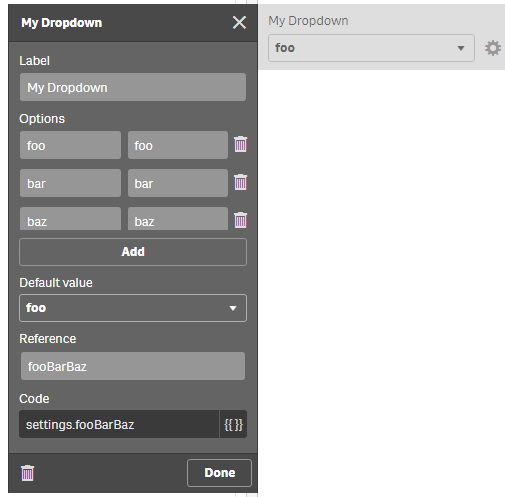 My Dropdown
Label
My Dropdown
Options
foo foo
bar bar
baz baz
Add
Default value
foo
Reference
fooBarBaz
Code
settings.fooBarBaz {{ }}
Done
My Dropdown
foo